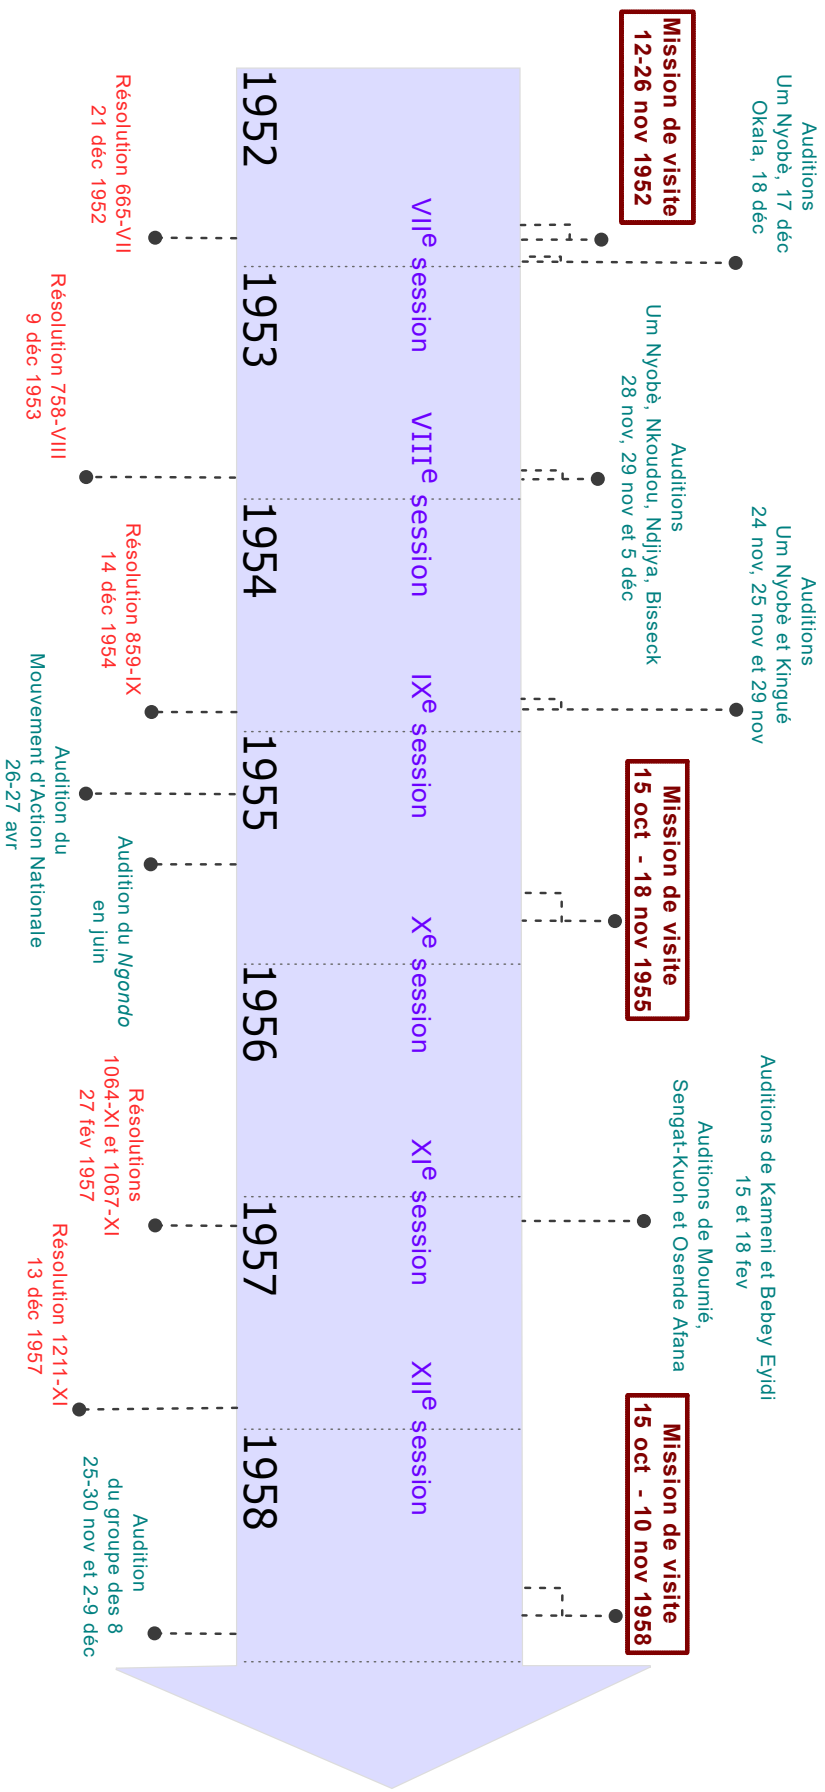 Auditions
Um Nyobè, 17 déc
Okala, 18 déc
Mission de visite
12-26 nov 1952
Auditions
Um Nyobè, Nkoudou, Ndjiya, Bisseck
28 nov, 29 nov et 5 déc
Auditions
Um Nyobè et Kingué
24 nov, 25 nov et 29 nov
Mission de visite
15 oct - 18 nov 1955
Auditions de Kameni et Bebey Eyidi
15 et 18 fev
Auditions de Moumié,
Sengat-Kuoh et Osende Afana
Mission de visite
15 oct - 10 nov 1958
VIIe session
VIIIe session
IXe session
Xe session
XIe session
XIIe session
1952
1953
1954
1955
1956
1957
1958
Résolution 665-VII
21 déc 1952
Résolution 758-VIII
9 déc 1953
Résolution 859-IX
14 déc 1954
Audition du
Mouvement d'Action Nationale
26-27 avr
Audition du Ngondo
en juin
Résolutions
1064-XI et 1067-XI
27 fév 1957
Résolution 1211-XI
13 déc 1957
Audition
du groupe des 8
25-30 nov et 2-9 déc